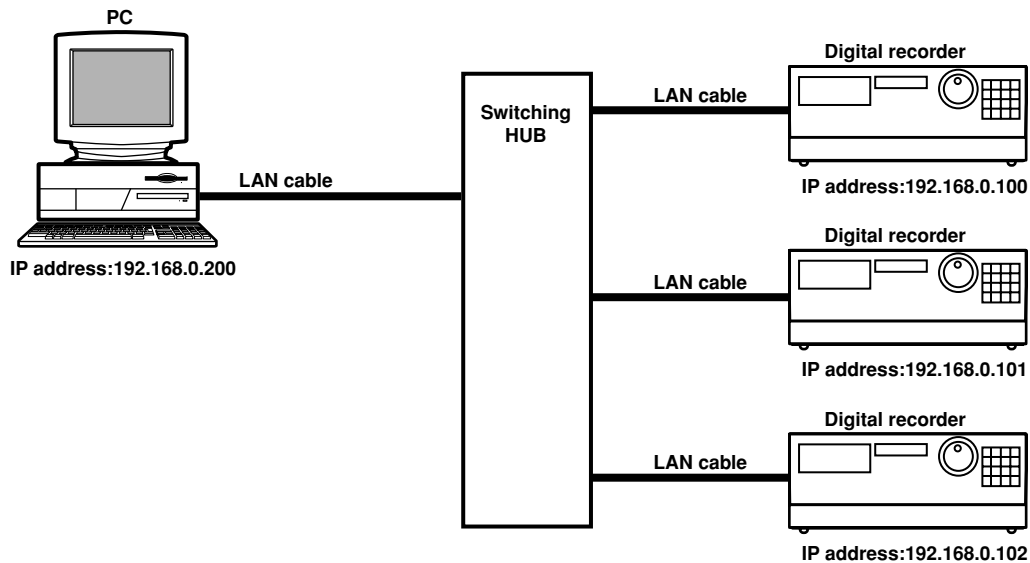 PC
LAN cable
IP address:192.168.0.200
Switching
HUB
LAN cable
Digital recorder
IP address:192.168.0.100
LAN cable
Digital recorder
IP address:192.168.0.101
LAN cable
Digital recorder
IP address:192.168.0.102